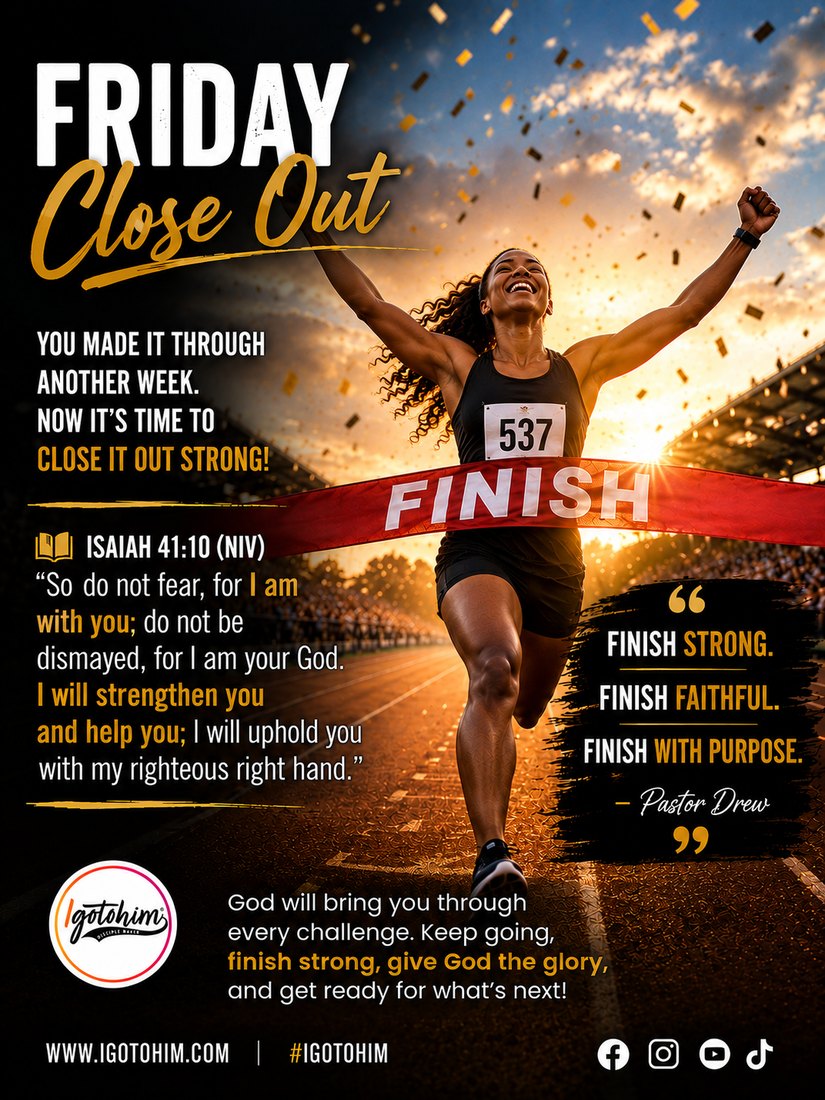 FRIDAY
Close Out
YOU MADE IT THROUGH
ANOTHER WEEK.
NOW IT'S TIME TO
CLOSE IT OUT STRONG!
ISAIAH 41:10 (NIV)
“So do not fear, for I am
with you; do not be
dismayed, for I am your God.
I will strengthen you
and help you; I will uphold you
with my righteous right hand.”
537
FINISH
“
FINISH STRONG.
FINISH FAITHFUL.
FINISH WITH PURPOSE.
– Pastor Drew
”
Igotohim
DISCIPLE MAKER
God will bring you through
every challenge. Keep going,
finish strong, give God the glory,
and get ready for what's next!
WWW.IGOTOHIM.COM | #IGOTOHIM